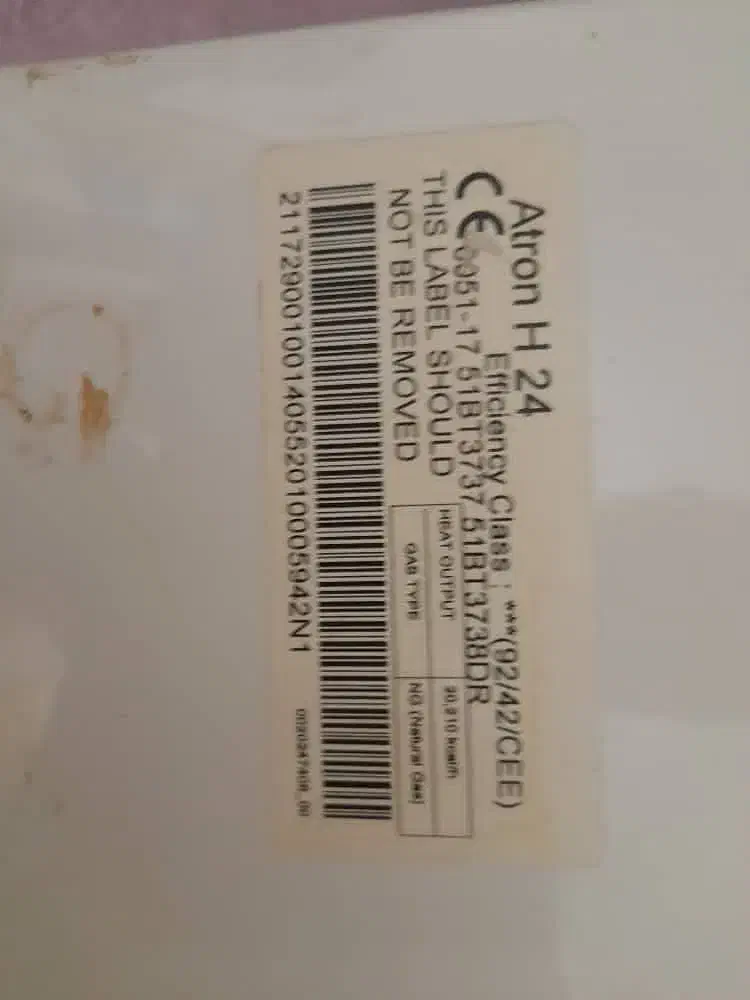 Atron H 24
Efficiency Class : ***(92/42/CEE)
CE 0051-17 51BT3737 51BT3738DR
THIS LABEL SHOULD
NOT BE REMOVED
HEAT OUTPUT
GAS TYPE NG (Natural Gas)
21172900100140552010005942N1